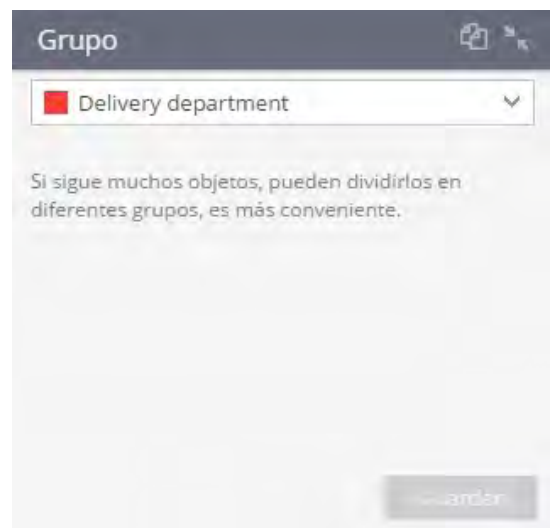 Grupo
Delivery department
Si sigue muchos objetos, pueden dividirlos en
diferentes grupos, es más conveniente.